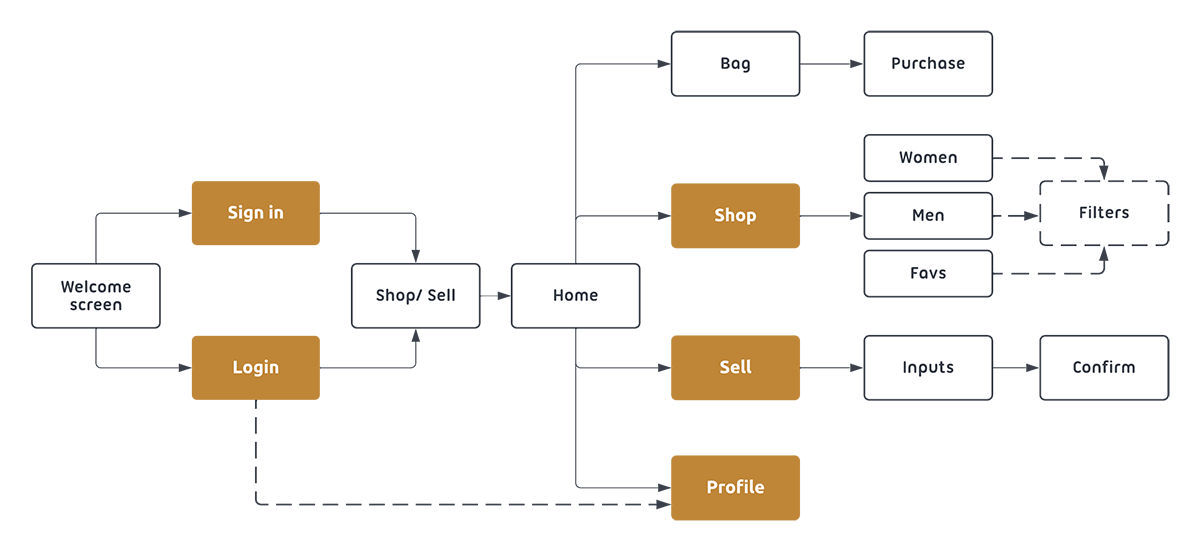 Bag
Purchase
Women
Sign in
Shop
Men
Filters
Favs
Welcome
screen
Shop/ Sell
Home
Login
Sell
Inputs
Confirm
Profile